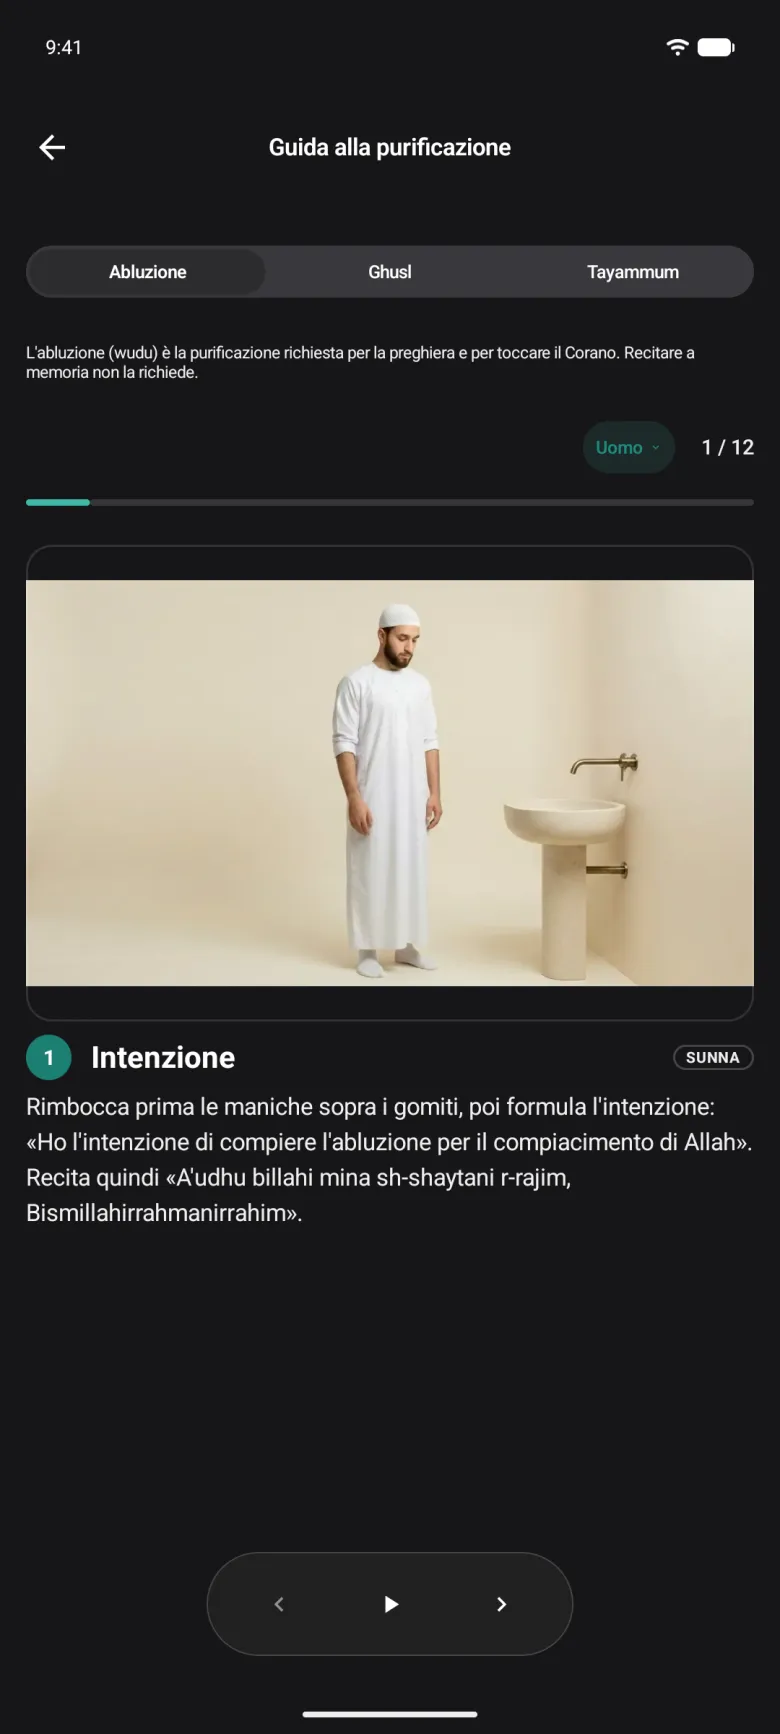 9:41
Guida alla purificazione
Abluzione
Ghusl
Tayammum
L'abluzione (wudu) è la purificazione richiesta per la preghiera e per toccare il Corano. Recitare a
memoria non la richiede.
Uomo
1 / 12
1
Intenzione
SUNNA
Rimbocca prima le maniche sopra i gomiti, poi formula l'intenzione:
«Ho l'intenzione di compiere l'abluzione per il compiacimento di Allah».
Recita quindi «A'udhu billahi mina sh-shaytani r-rajim,
Bismillahirrahmanirrahim».